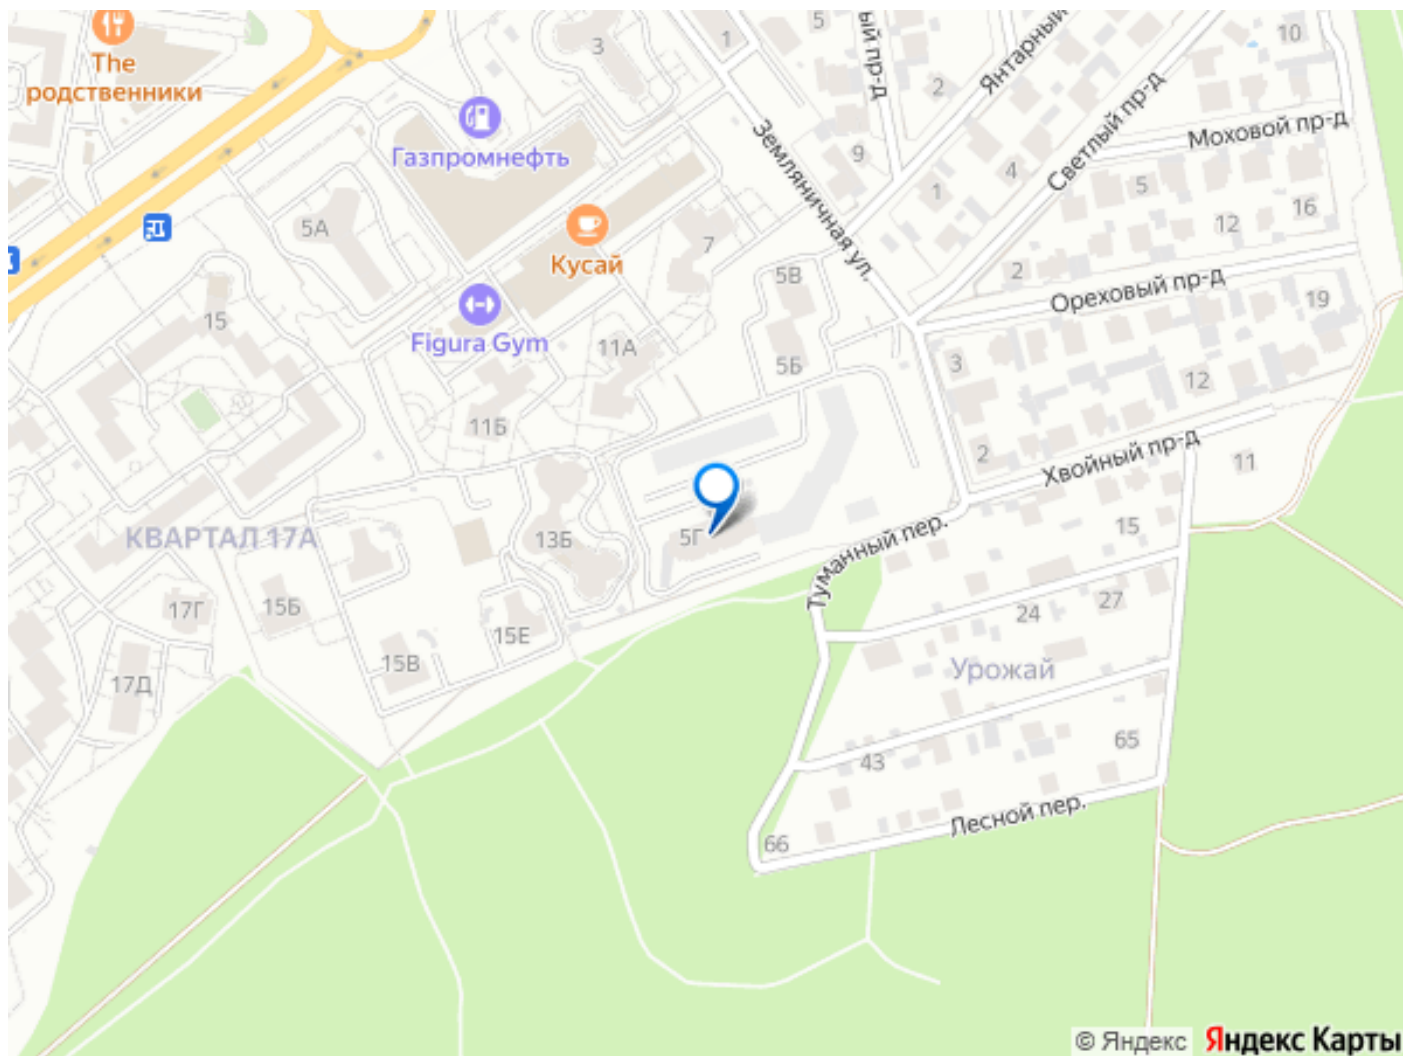 The
родственники
3
1
5
ый пр-д
Янтарный
10
2
Газпромнефть
Земляничная ул.
9
Светлый пр-д
Моховой пр-д
4
1
5
5А
Кусай
7
16
12
5В
2
Ореховый пр-д
19
15
Figura Gym
11А
5Б
3
12
11Б
2
Хвойный пр-д
11
КВАРТАЛ 17А
13Б
5Г
Туманный пер.
15
17Г
15Б
15Е
24
27
15В
Урожай
17Д
43
65
Лесной пер.
66
© Яндекс Яндекс Карты